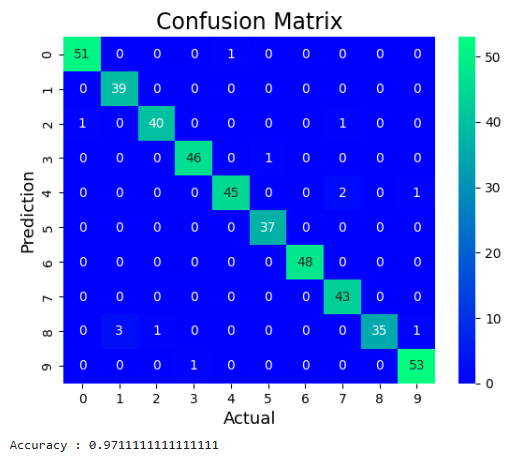 Confusion Matrix
0 51 0 0 0 1 0 0 0 0 0
1 0 39 0 0 0 0 0 0 0 0
2 1 0 40 0 0 0 0 1 0 0
3 0 0 0 46 0 1 0 0 0 0
4 0 0 0 0 45 0 0 2 0 1
5 0 0 0 0 0 37 0 0 0 0
6 0 0 0 0 0 0 48 0 0 0
7 0 0 0 0 0 0 0 43 0 0
8 0 3 1 0 0 0 0 0 35 1
9 0 0 0 1 0 0 0 0 0 53
0 1 2 3 4 5 6 7 8 9
Prediction
Actual
50
40
30
20
10
0
Accuracy : 0.9711111111111111